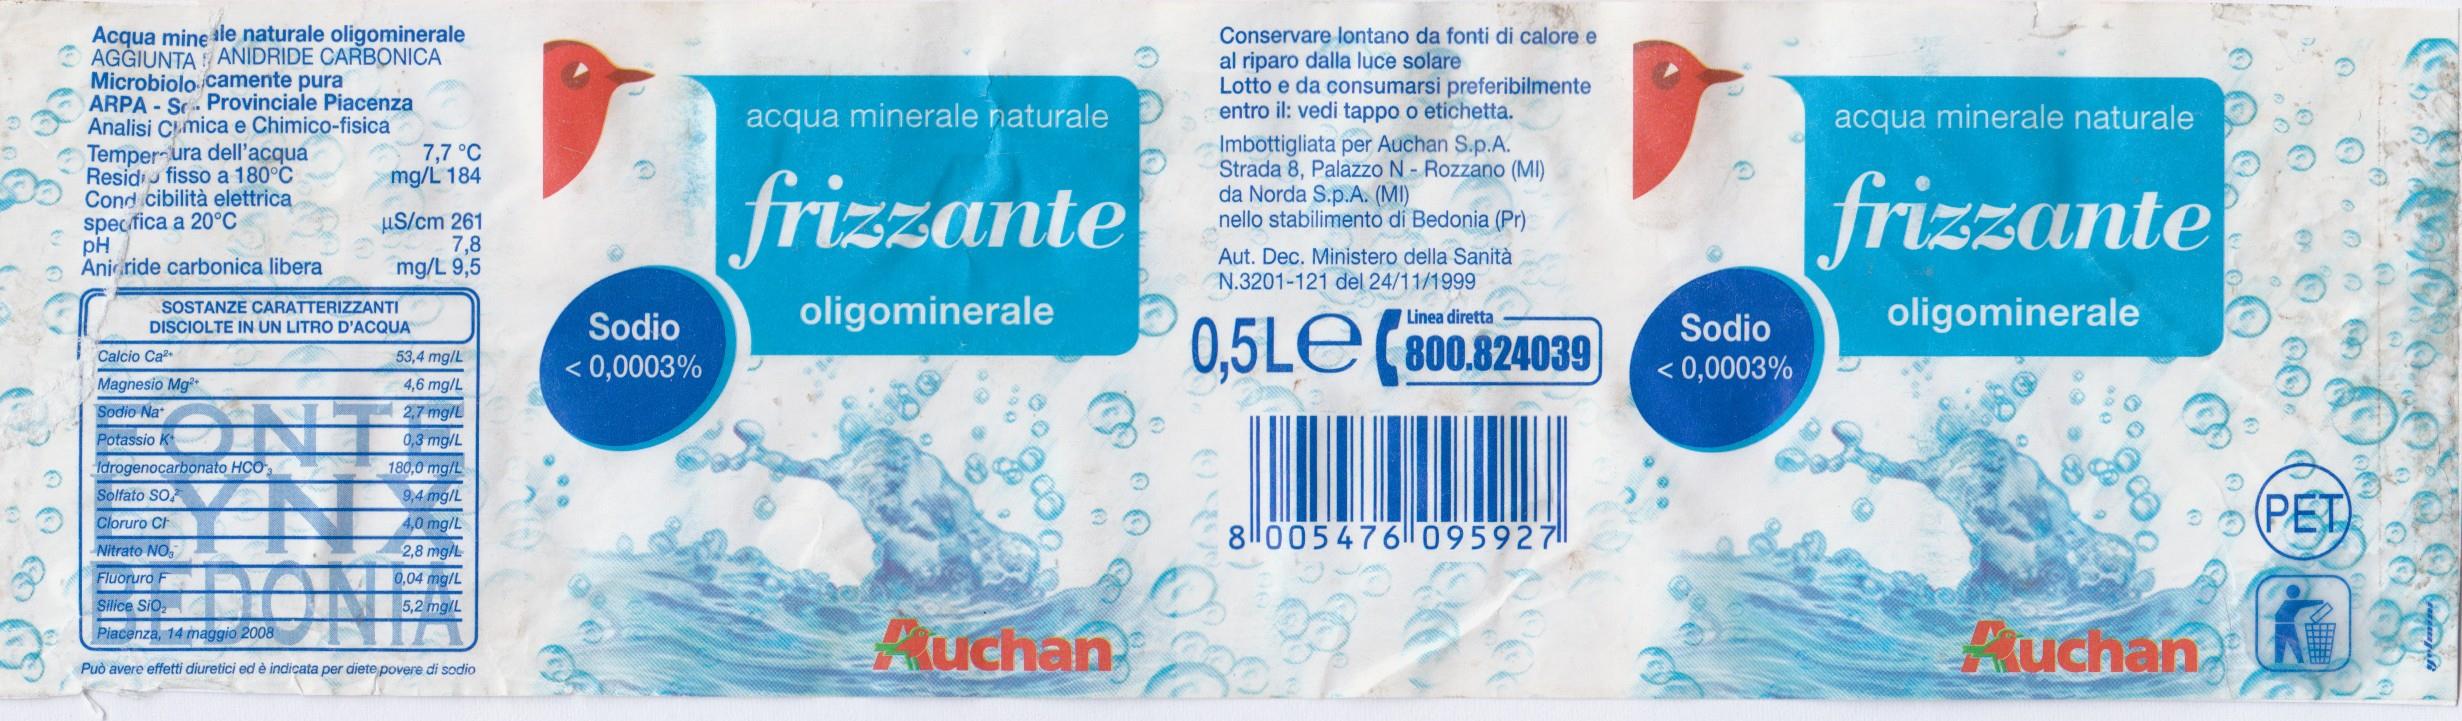 Acqua minerale naturale oligominerale
AGGIUNTA ANIDRIDE CARBONICA
Microbiologicamente pura
ARPA - Provinciale Piacenza
Analisi Chimica e Chimico-fisica
Temperatura dell'acqua 7,7 °C
Residuo fisso a 180°C mg/L 184
Conducibilità elettrica
specifica a 20°C µS/cm 261
pH 7,8
Anidride carbonica libera mg/L 9,5
SOSTANZE CARATTERIZZANTI
DISCIOLTE IN UN LITRO D'ACQUA
Calcio Ca²⁺ 53,4 mg/L
Magnesio Mg²⁺ 4,6 mg/L
Sodio Na⁺ 2,7 mg/L
Potassio K⁺ 0,3 mg/L
Idrogenocarbonato HCO⁻₃ 180,0 mg/L
Solfato SO₄²⁻ 9,4 mg/L
Cloruro Cl⁻ 4,0 mg/L
Nitrato NO₃⁻ 2,8 mg/L
Fluoruro F⁻ 0,04 mg/L
Silice SiO₂ 5,2 mg/L
Piacenza, 14 maggio 2008
FONTE
LYNX
BEDONIA
Può avere effetti diuretici ed è indicata per diete povere di sodio
acqua minerale naturale
frizzante
oligominerale
Sodio
< 0,0003%
Auchan
Conservare lontano da fonti di calore e
al riparo dalla luce solare
Lotto e da consumarsi preferibilmente
entro il: vedi tappo o etichetta.
Imbottigliata per Auchan S.p.A.
Strada 8, Palazzo N - Rozzano (MI)
da Norda S.p.A. (MI)
nello stabilimento di Bedonia (Pr)
Aut. Dec. Ministero della Sanità
N.3201-121 del 24/11/1999
0,5L e
Linea diretta
800.824039
8 005476 095927
acqua minerale naturale
frizzante
oligominerale
Sodio
< 0,0003%
Auchan
PET